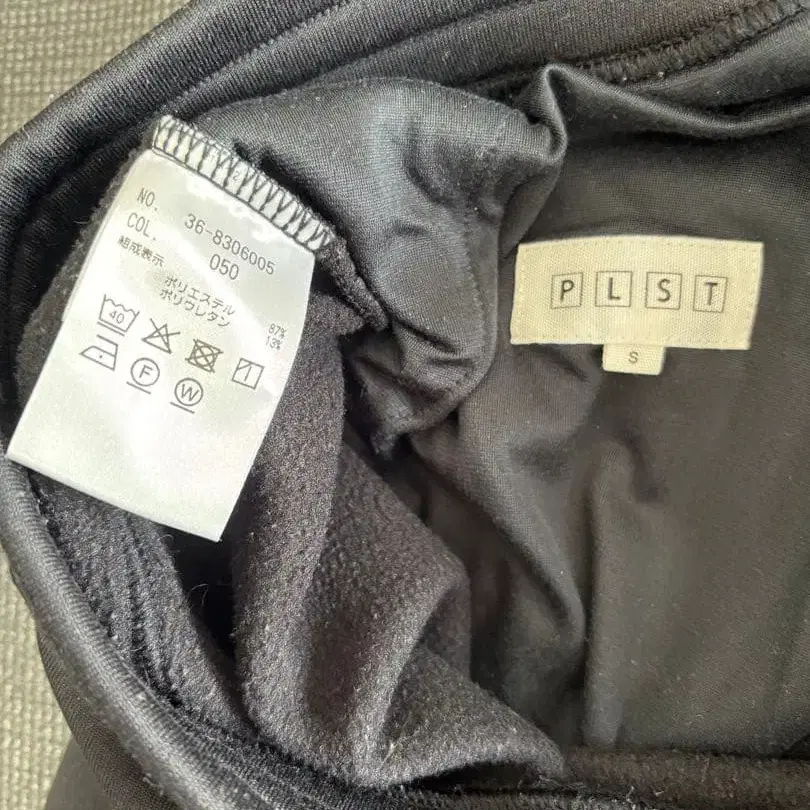 NO. 36-8306005
COL. 050
組成表示
ポリエステル 87%
ポリウレタン 13%
40
F
W
PLST
S